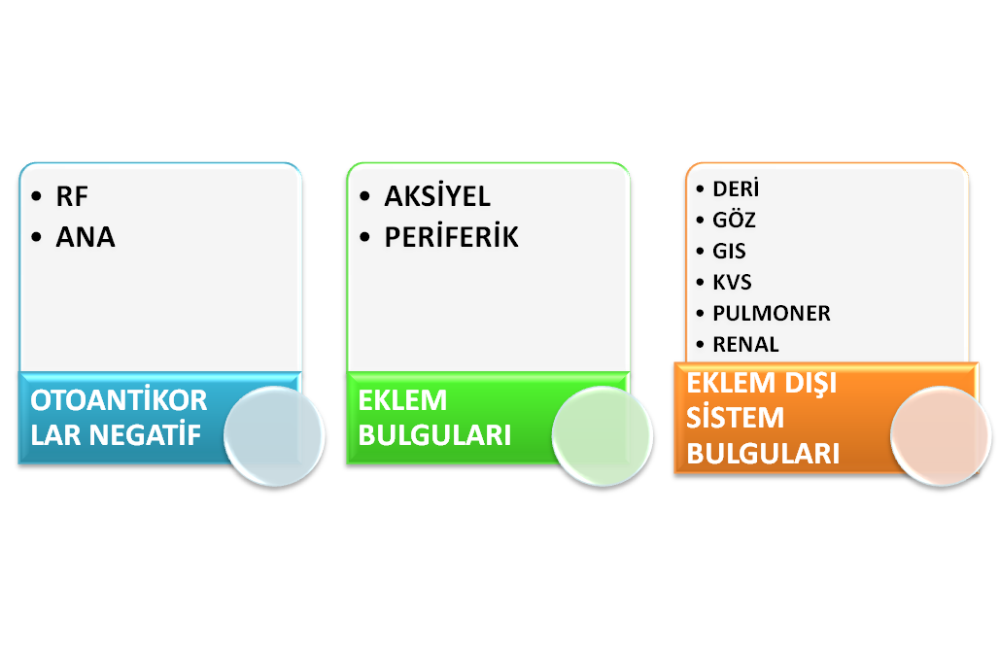 • RF
• ANA
OTOANTİKOR
LAR NEGATİF
• AKSİYEL
• PERİFERİK
EKLEM
BULGULARI
• DERİ
• GÖZ
• GIS
• KVS
• PULMONER
• RENAL
EKLEM DIŞI
SİSTEM
BULGULARI